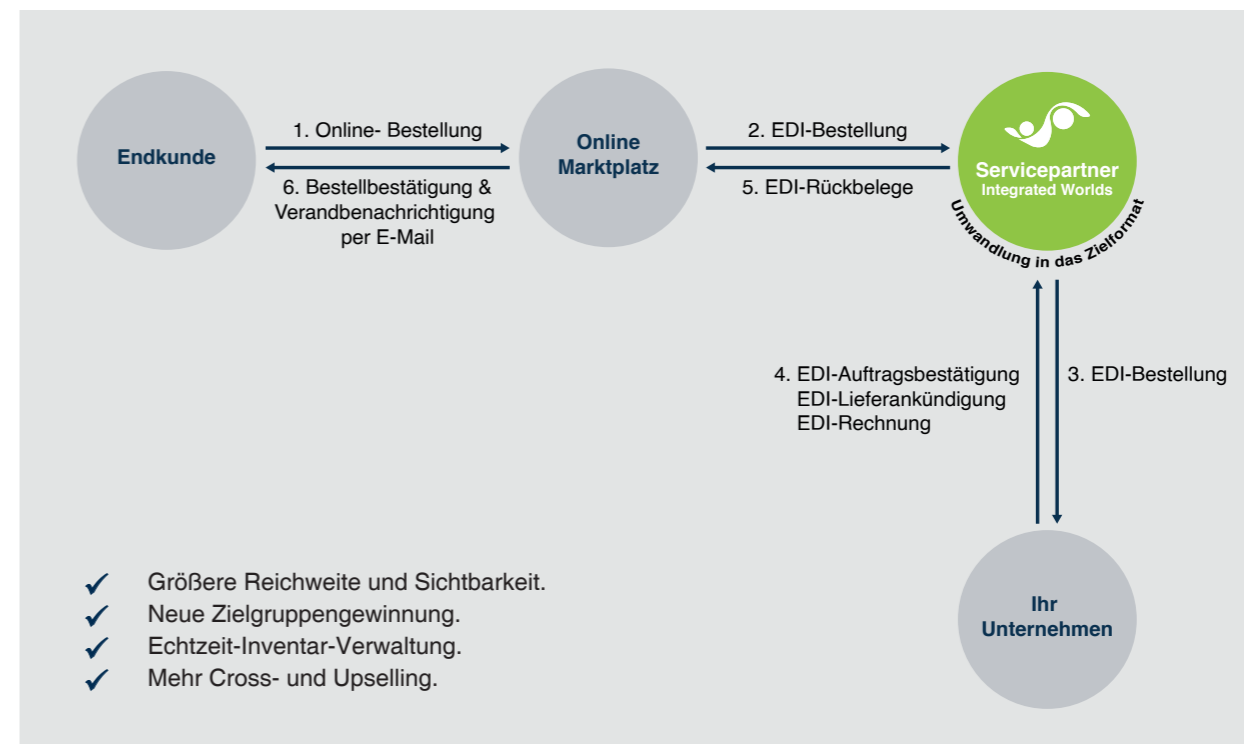 Endkunde
1. Online- Bestellung
6. Bestellbestätigung &
Verandbenachrichtigung
per E-Mail
Online
Marktplatz
2. EDI-Bestellung
5. EDI-Rückbelege
Servicepartner
Integrated Worlds
Umwandlung in das Zielformat
4. EDI-Auftragsbestätigung
EDI-Lieferankündigung
EDI-Rechnung
3. EDI-Bestellung
Ihr
Unternehmen
Größere Reichweite und Sichtbarkeit.
Neue Zielgruppengewinnung.
Echtzeit-Inventar-Verwaltung.
Mehr Cross- und Upselling.